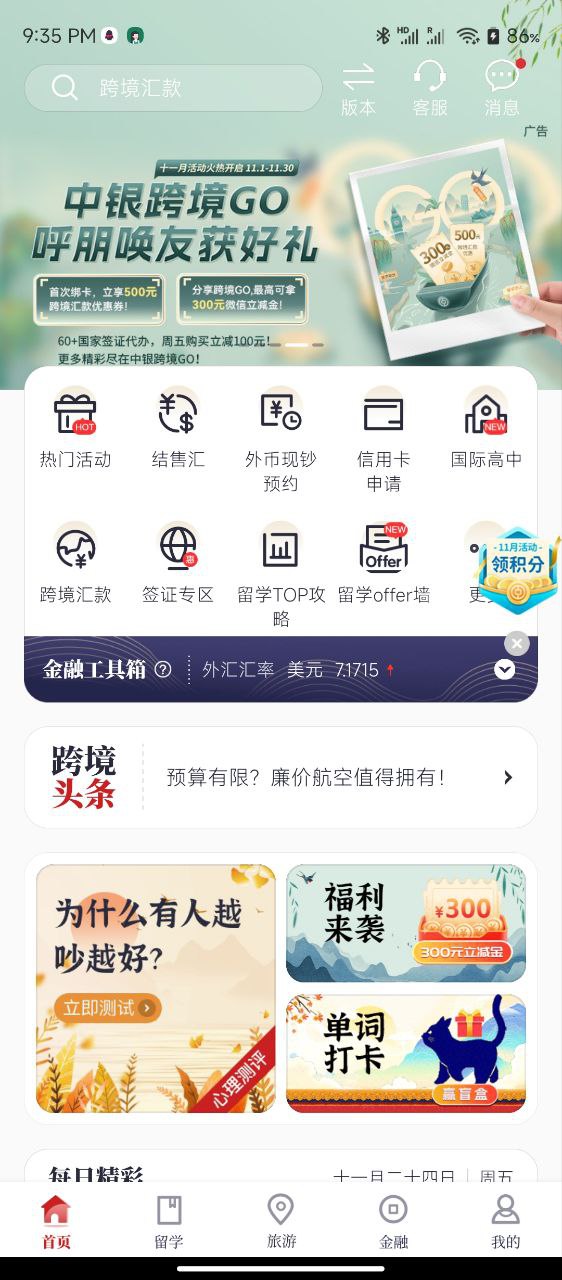 9:35 PM
HD
R
86%
跨境汇款
版本
客服
消息
广告
十一月活动火热开启 11.1-11.30
中银跨境GO
呼朋唤友获好礼
首次绑卡，立享500元
跨境汇款优惠券！
分享跨境GO,最高可拿
300元微信立减金！
60+国家签证代办，周五购买立减100元！
更多精彩尽在中银跨境GO！
300元
500元
HOT
NEW
热门活动
结售汇
外币现钞
预约
信用卡
申请
国际高中
惠
NEW
Offer
跨境汇款
签证专区
留学TOP攻
略
留学offer墙
更
11月活动
领积分
金融工具箱
外汇汇率 美元 7.1715
跨境
头条
预算有限？廉价航空值得拥有！
为什么有人越
吵越好？
立即测试
心理测评
福利
来袭
¥300
300元立减金
单词
打卡
赢盲盒
每日精彩
十一月二十四日
周五
首页
留学
旅游
金融
我的